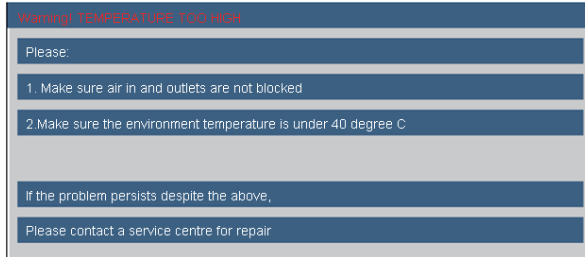 Warning! TEMPERATURE TOO HIGH
Please:
1. Make sure air in and outlets are not blocked
2.Make sure the environment temperature is under 40 degree C
If the problem persists despite the above,
Please contact a service centre for repair